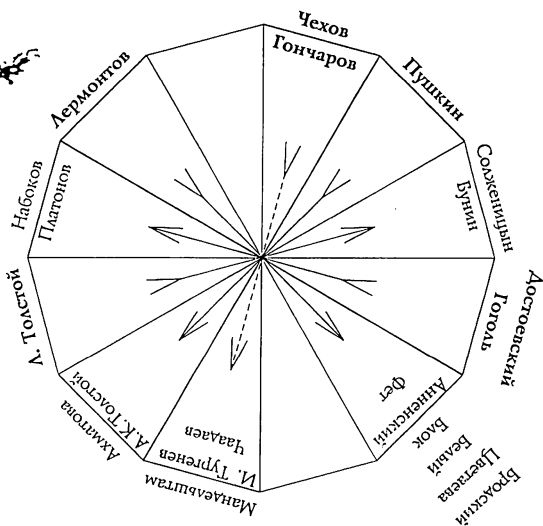 Чехов
Гончаров
Пушкин
Солженицын
Бунин
Достоевский
Гоголь
Фет
Анненский
Блок
Белый
Цветаева
Бродский
И. Тургенев
Чаадаев
Мандельштам
А.К.Толстой
Ахматова
Л. Толстой
Набоков
Платонов
Лермонтов